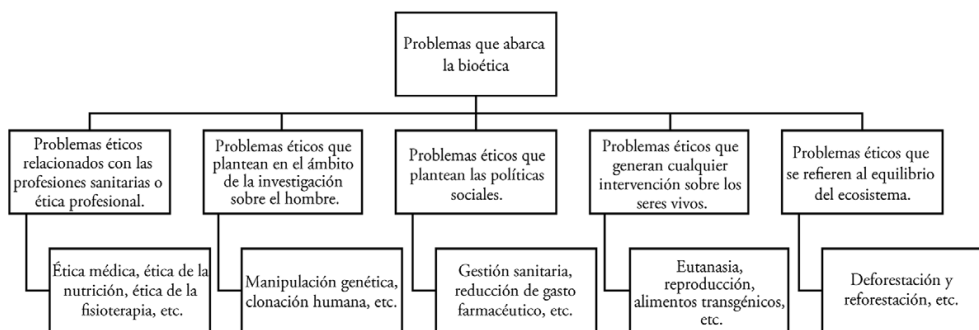 Problemas que abarca
la bioética
Problemas éticos
relacionados con las
profesiones sanitarias o
ética profesional.
Problemas éticos que
plantean en el ámbito
de la investigación
sobre el hombre.
Problemas éticos que
plantean las políticas
sociales.
Problemas éticos que
generan cualquier
intervención sobre los
seres vivos.
Problemas éticos que
se refieren al equilibrio
del ecosistema.
Ética médica, ética de la
nutrición, ética de la
fisioterapia, etc.
Manipulación genética,
clonación humana, etc.
Gestión sanitaria,
reducción de gasto
farmacéutico, etc.
Eutanasia,
reproducción,
alimentos transgénicos,
etc.
Deforestación y
reforestación, etc.